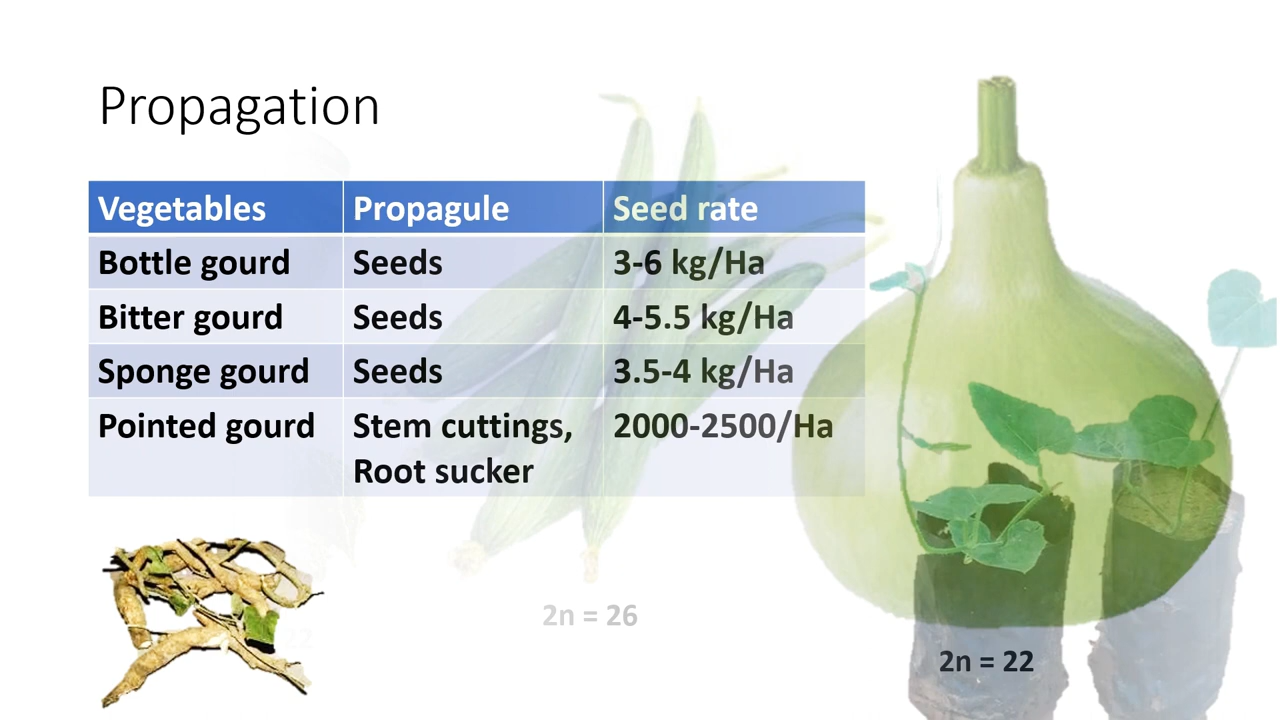 Propagation
Vegetables Propagule Seed rate
Bottle gourd Seeds 3-6 kg/Ha
Bitter gourd Seeds 4-5.5 kg/Ha
Sponge gourd Seeds 3.5-4 kg/Ha
Pointed gourd Stem cuttings, 2000-2500/Ha
Root sucker
2n = 26
2n = 22